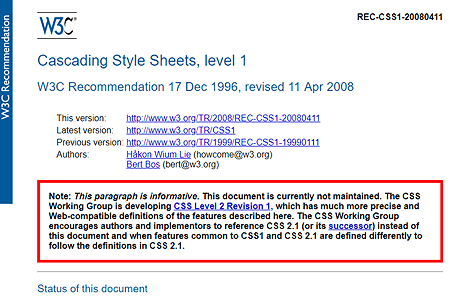 W3C®
REC-CSS1-20080411
W3C Recommendation
Cascading Style Sheets, level 1
W3C Recommendation 17 Dec 1996, revised 11 Apr 2008
This version: http://www.w3.org/TR/2008/REC-CSS1-20080411
Latest version: http://www.w3.org/TR/CSS1
Previous version: http://www.w3.org/TR/1999/REC-CSS1-19990111
Authors: Håkon Wium Lie (howcome@w3.org)
Bert Bos (bert@w3.org)
Note: This paragraph is informative. This document is currently not maintained. The CSS
Working Group is developing CSS Level 2 Revision 1, which has much more precise and
Web-compatible definitions of the features described here. The CSS Working Group
encourages authors and implementors to reference CSS 2.1 (or its successor) instead of
this document and when features common to CSS1 and CSS 2.1 are defined differently to
follow the definitions in CSS 2.1.
Status of this document